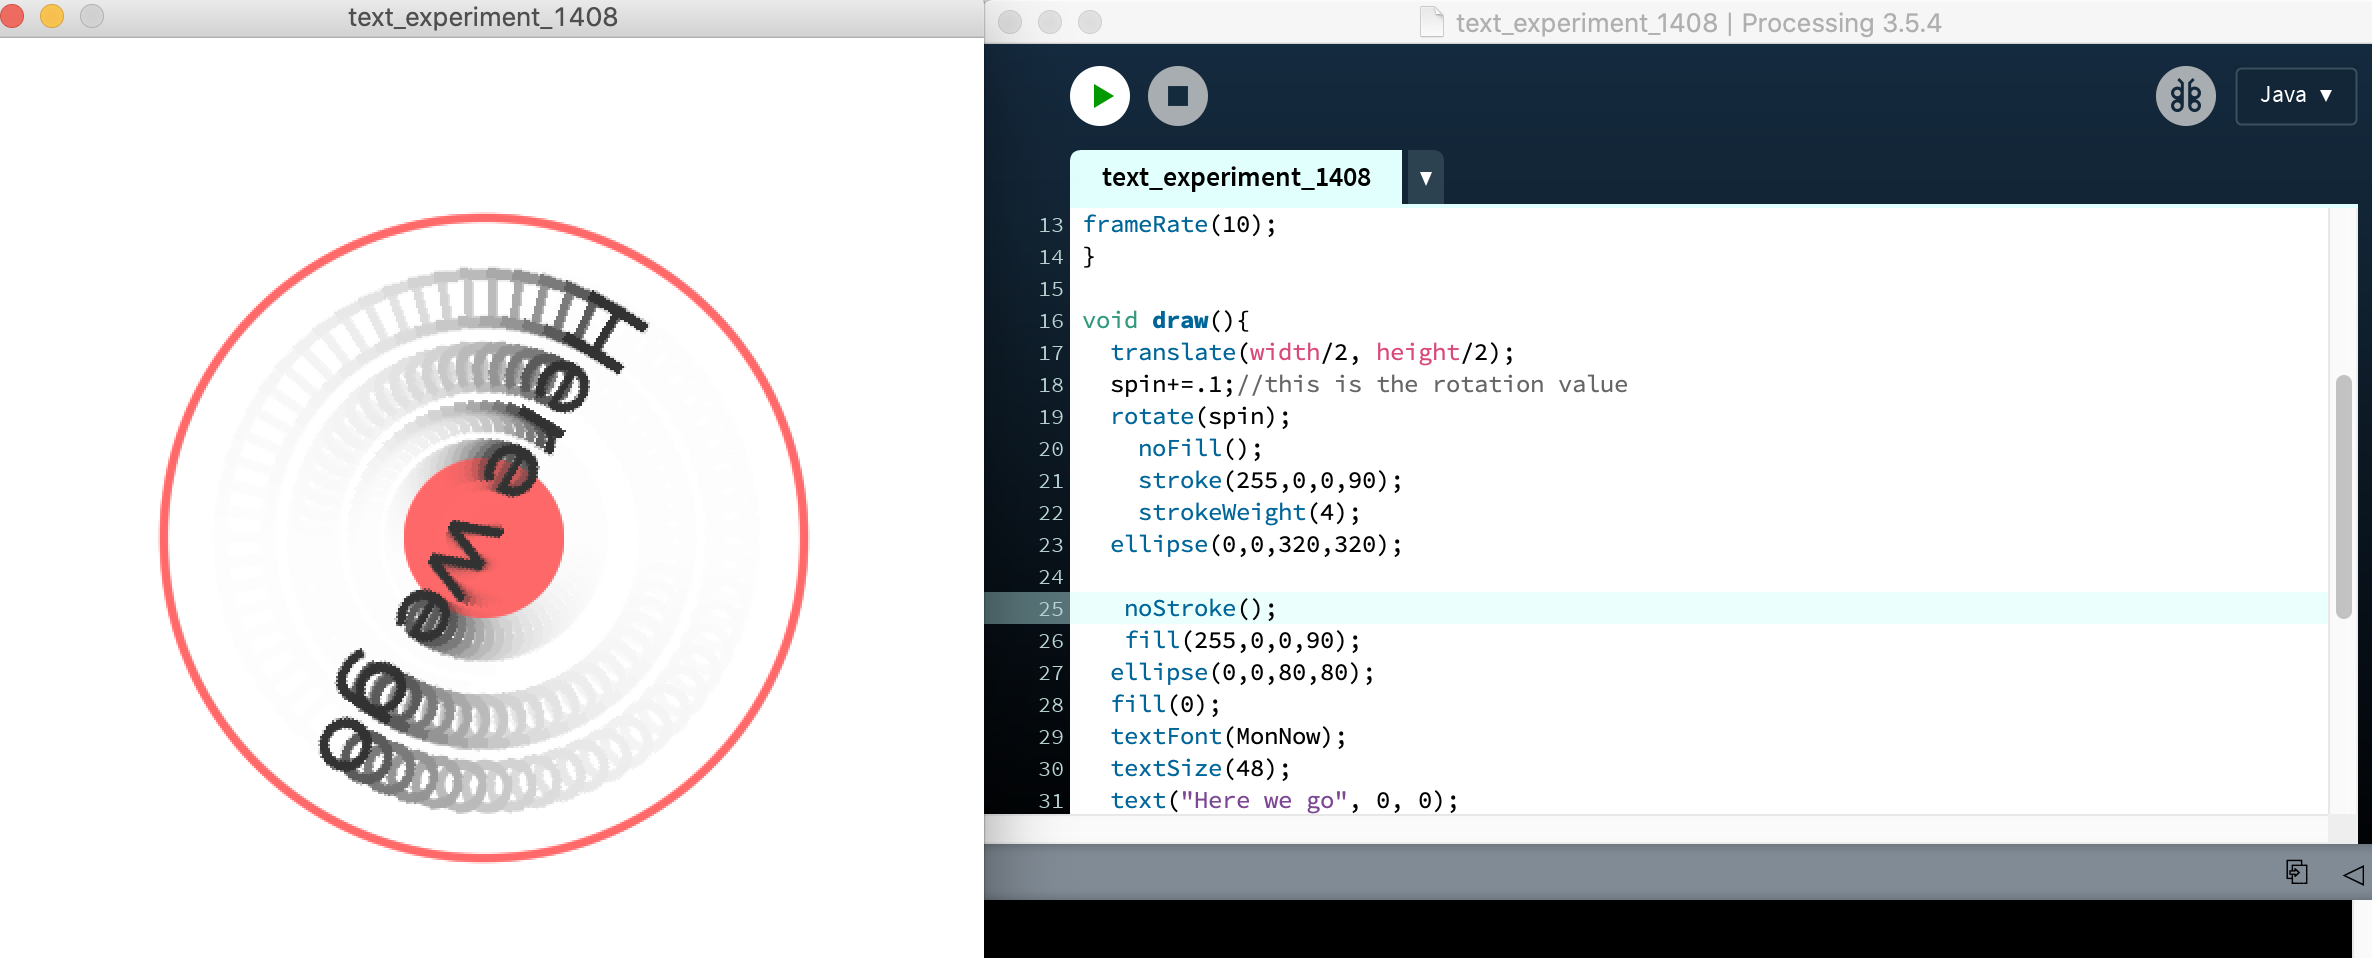 text_experiment_1408
Here we go
text_experiment_1408 | Processing 3.5.4
Java ▼
text_experiment_1408 ▼
13 frameRate(10);
14 }
15
16 void draw(){
17 translate(width/2, height/2);
18 spin+=.1;//this is the rotation value
19 rotate(spin);
20 noFill();
21 stroke(255,0,0,90);
22 strokeWeight(4);
23 ellipse(0,0,320,320);
24
25 noStroke();
26 fill(255,0,0,90);
27 ellipse(0,0,80,80);
28 fill(0);
29 textFont(MonNow);
30 textSize(48);
31 text("Here we go", 0, 0);